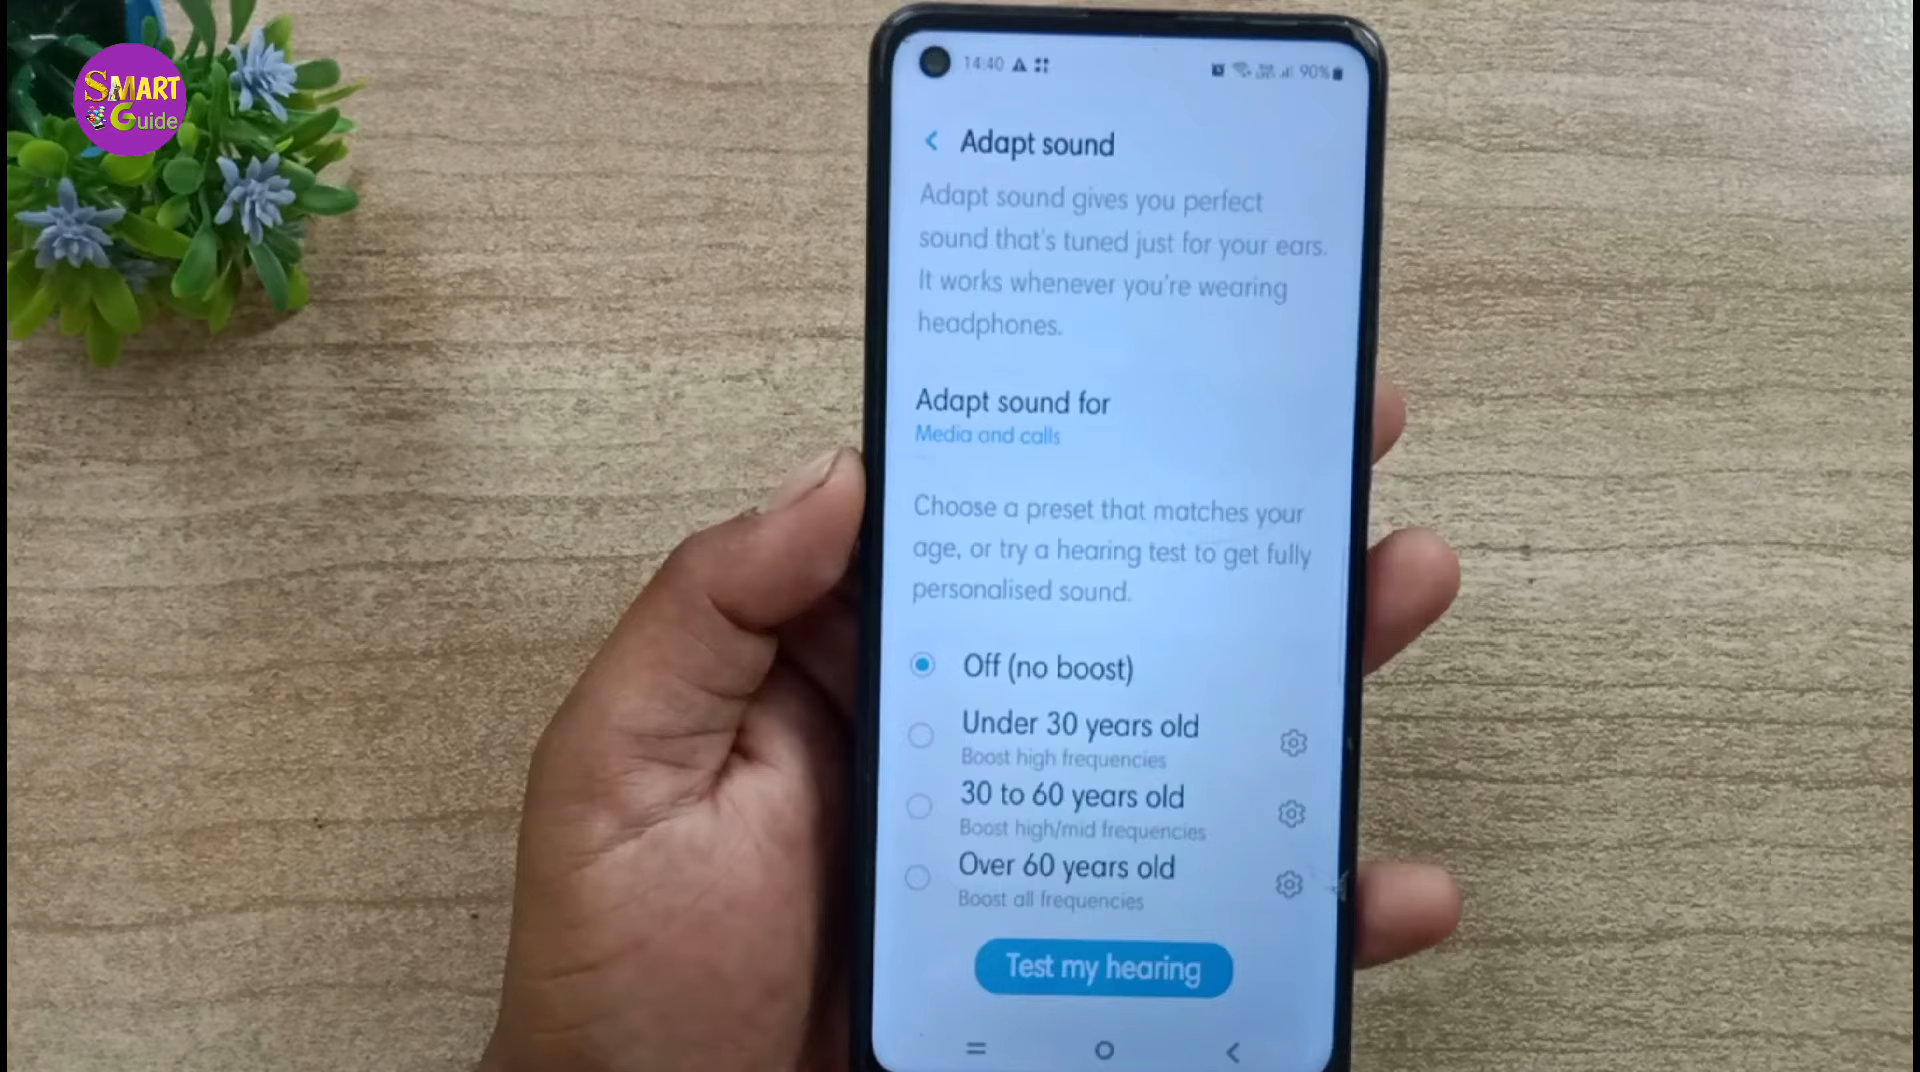 SMART
Guide
14:40
90%
Adapt sound
Adapt sound gives you perfect
sound that's tuned just for your ears.
It works whenever you're wearing
headphones.
Adapt sound for
Media and calls
Choose a preset that matches your
age, or try a hearing test to get fully
personalised sound.
Off (no boost)
Under 30 years old
Boost high frequencies
30 to 60 years old
Boost high/mid frequencies
Over 60 years old
Boost all frequencies
Test my hearing